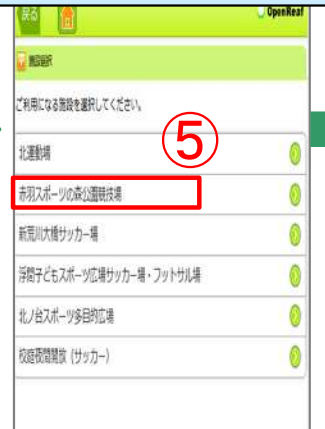 戻る
OpenReaf
施設選択
ご利用になる施設を選択してください。
⑤
北運動場
赤羽スポーツの森公園競技場
新荒川大橋サッカー場
浮間子どもスポーツ広場サッカー場・フットサル場
北ノ台スポーツ多目的広場
校庭夜間開放（サッカー）